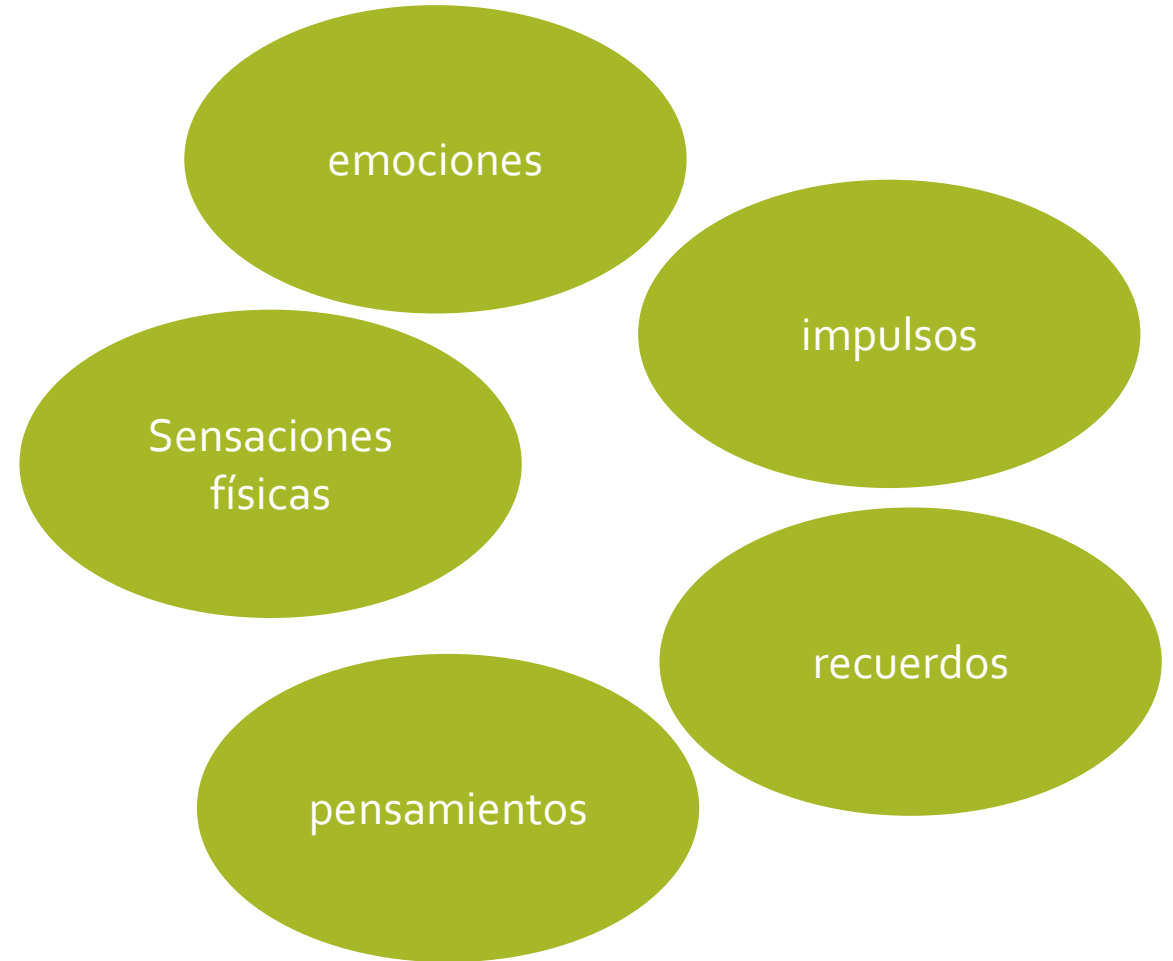 emociones
impulsos
Sensaciones
físicas
recuerdos
pensamientos